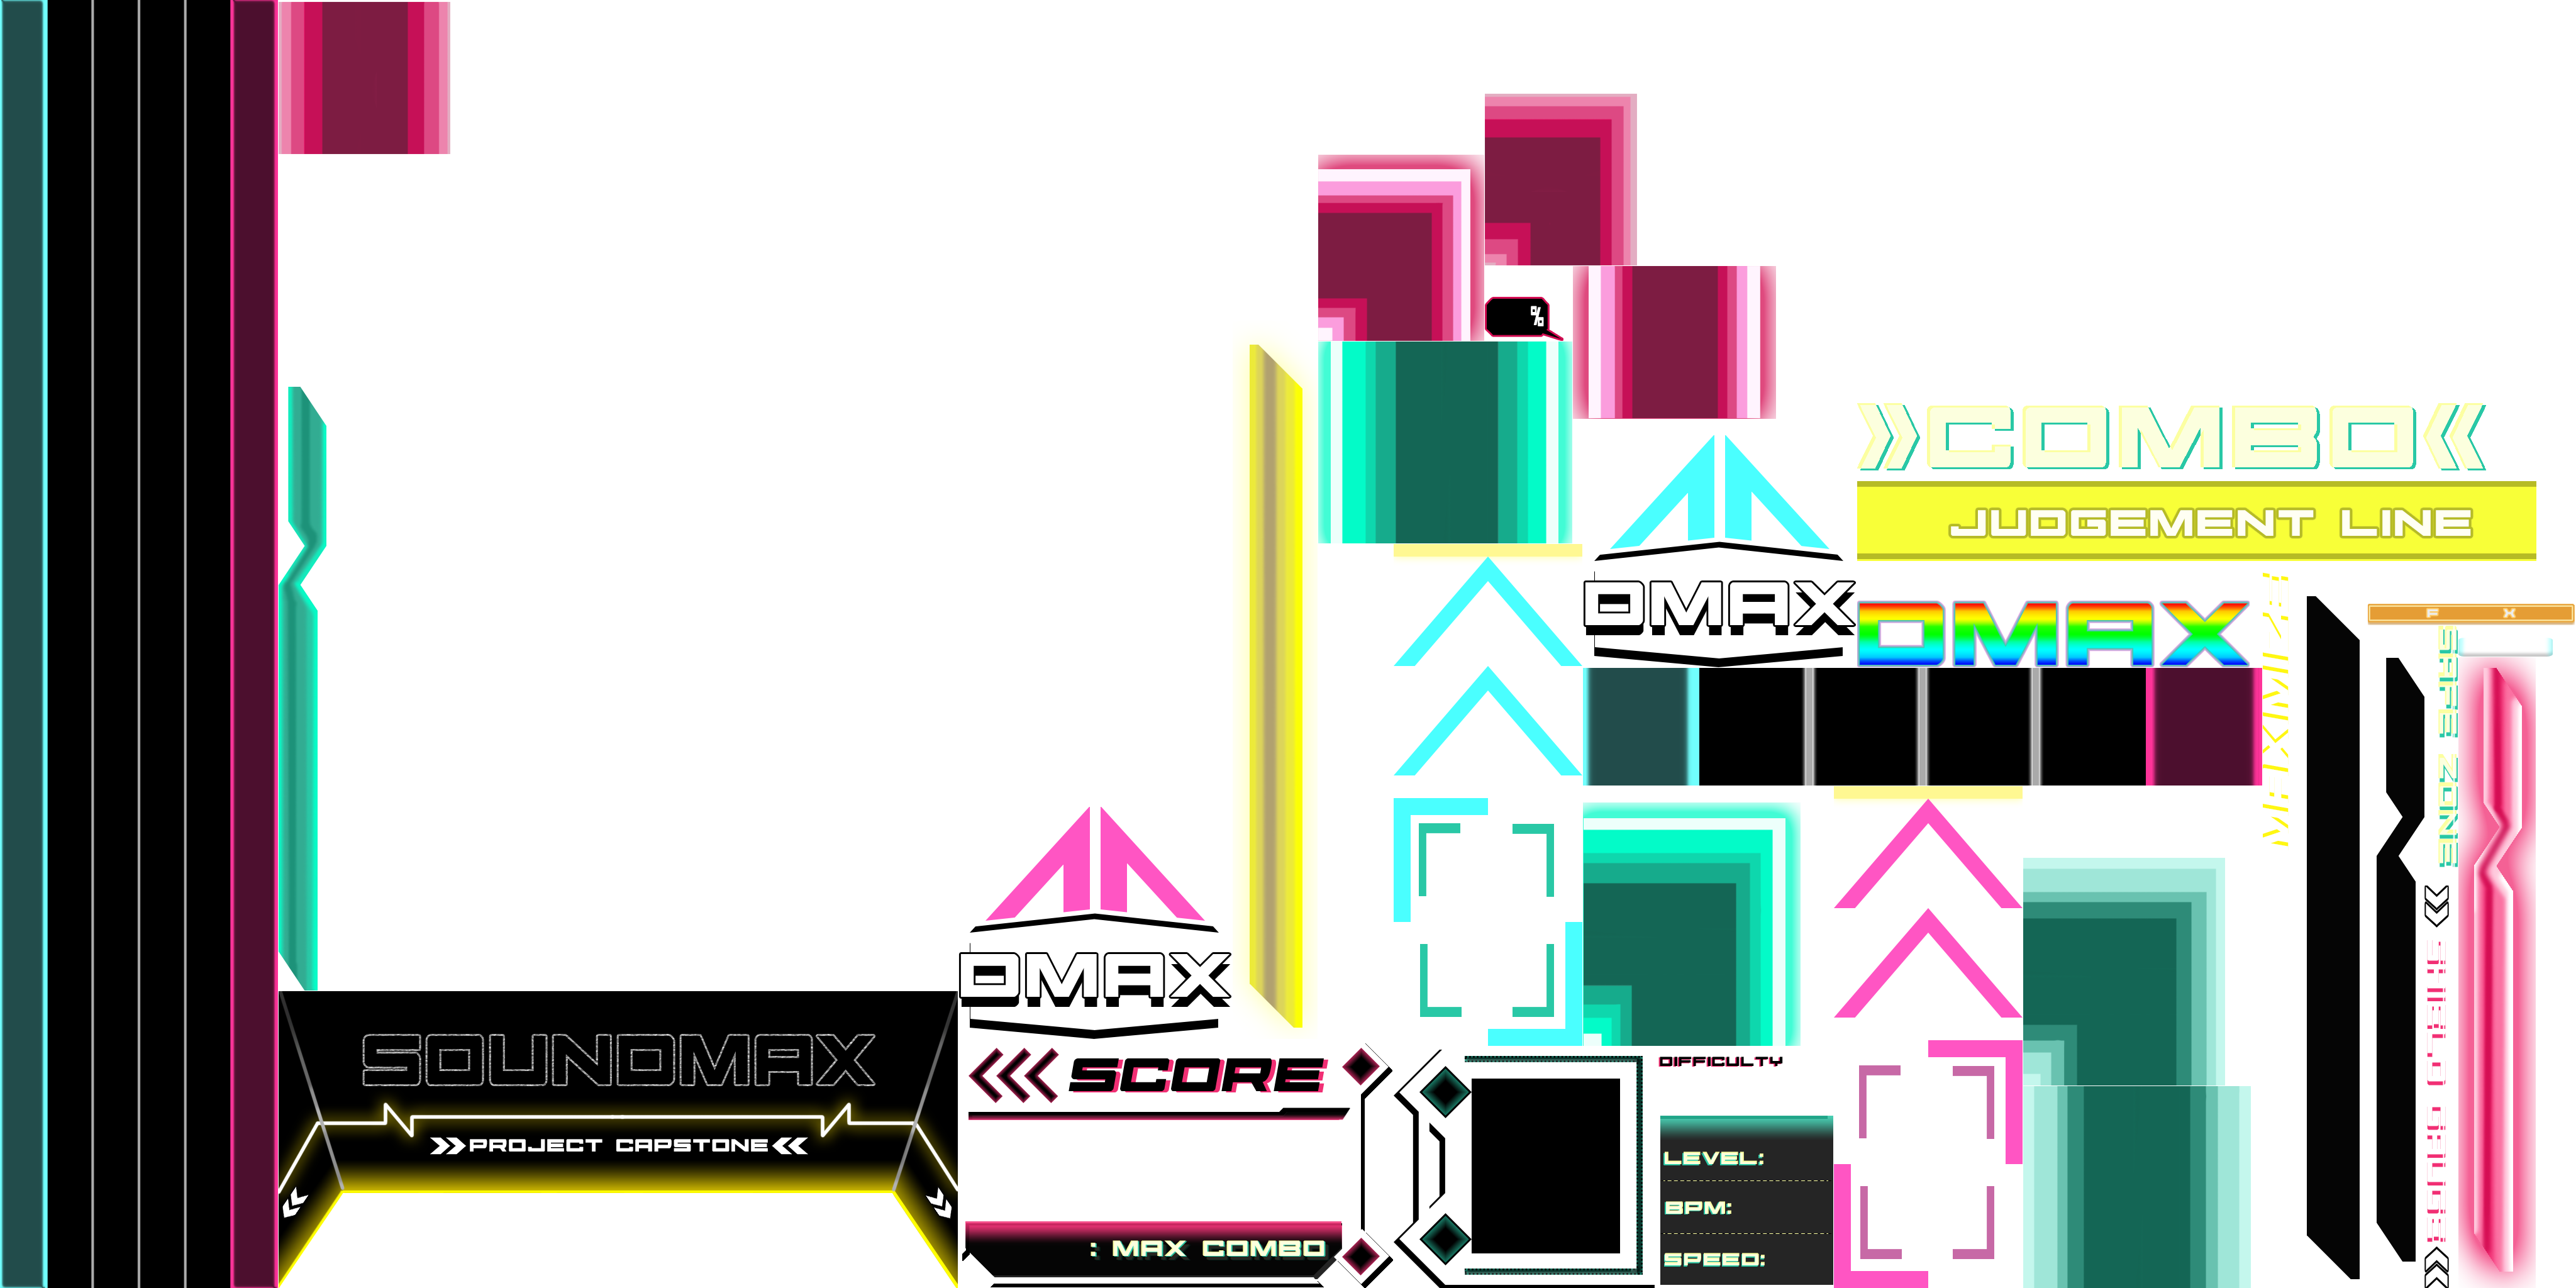 %
»COMBO«
JUDGEMENT LINE
DMAX
DMAX
F X
SAFE ZONE
DMAX
SOUNDMAX
»PROJECT CAPSTONE«
SCORE
: MAX COMBO
DIFFICULTY
LEVEL:
BPM:
SPEED: